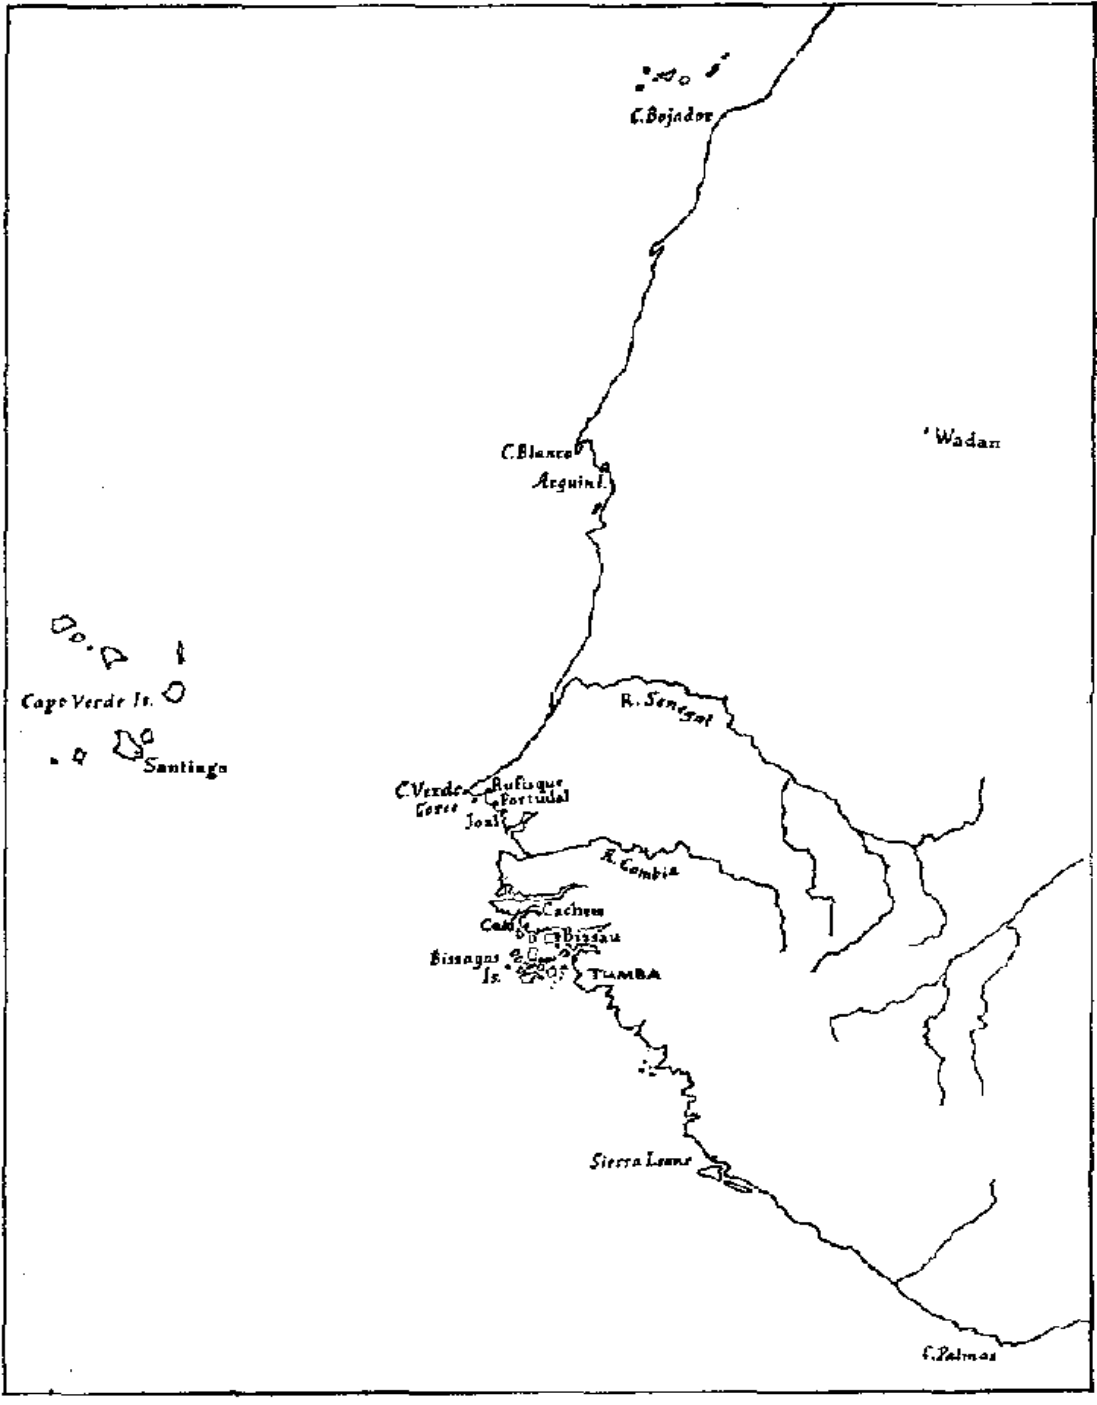 C. Bojador
Wadan
C. Blanco
Arguin I.
R. Senegal
Cape Verde Is.
Santiago
C. Verde
Rufisque
Goree
Portudal
Joal
R. Gambia
Cacheu
Bissau
Bissagos
Is.
TUMBA
Sierra Leone
C. Palmas